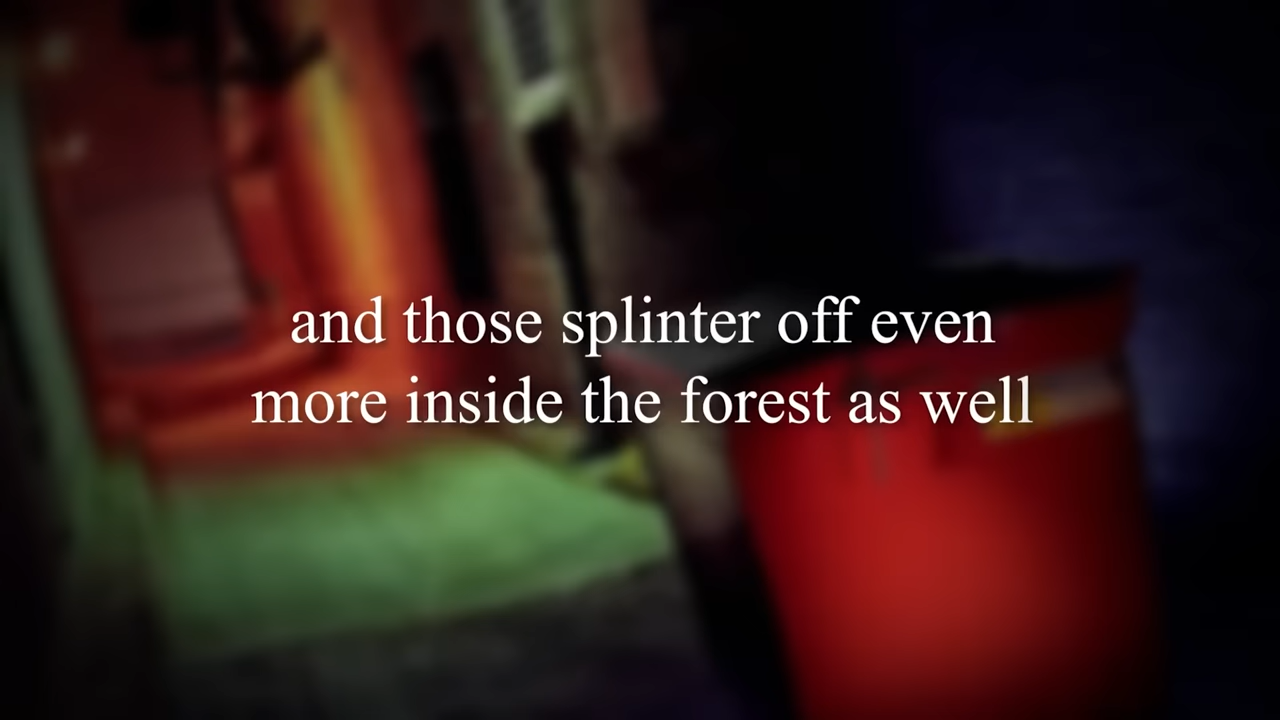 and those splinter off even
more inside the forest as well